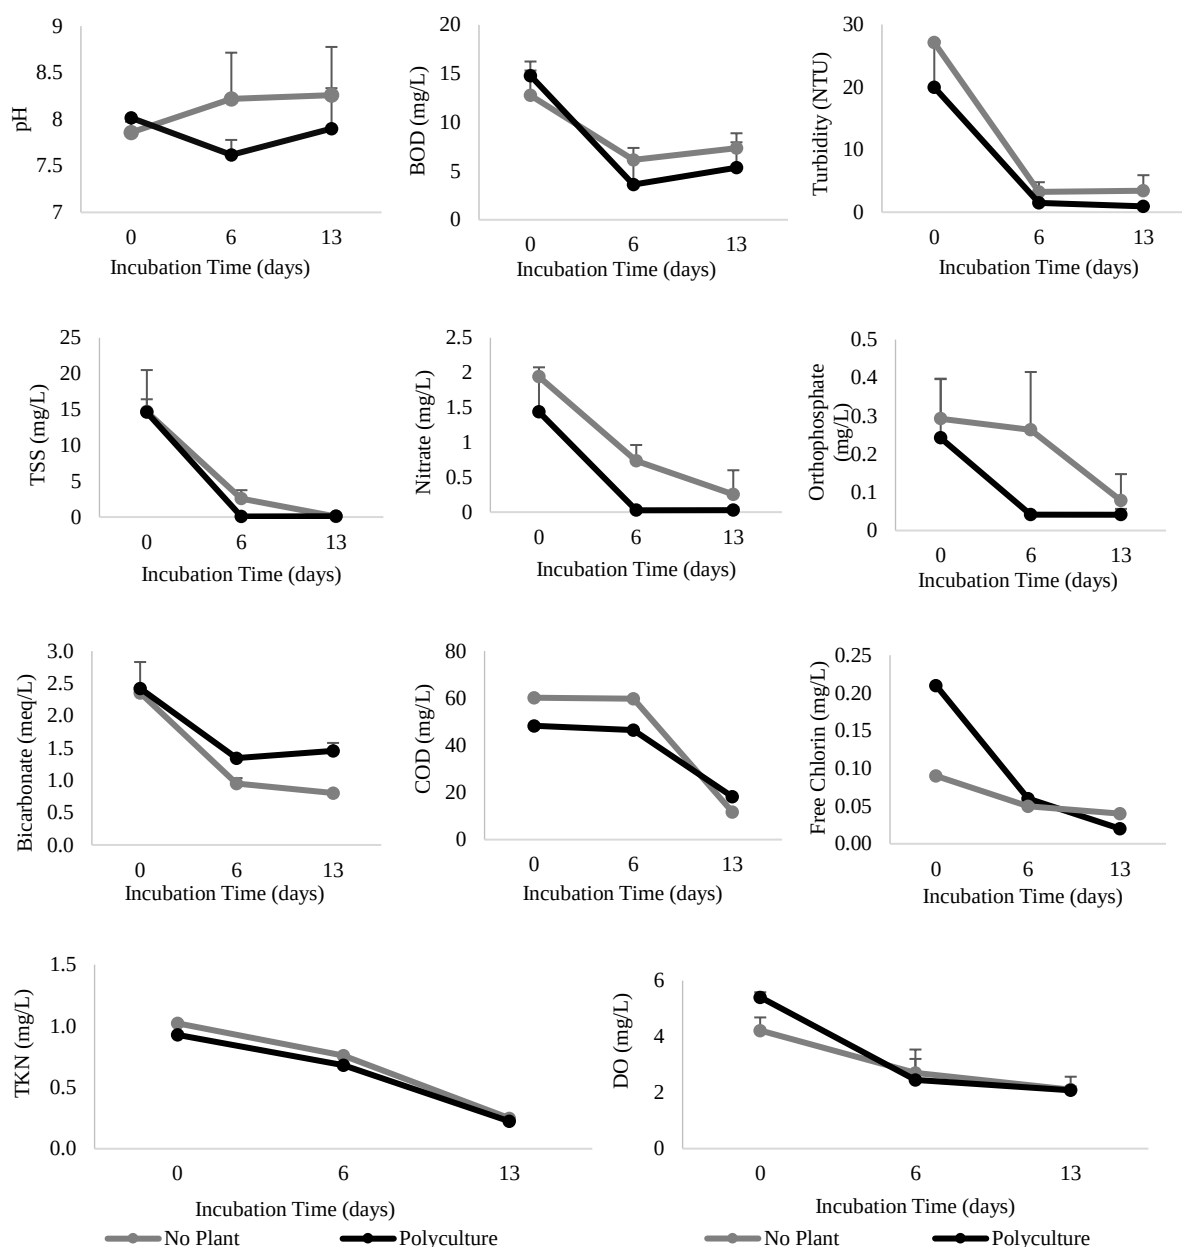 9
8.5
8
7.5
7
pH
0 6 13
Incubation Time (days)
20
15
10
5
0
BOD (mg/L)
0 6 13
Incubation Time (days)
30
20
10
0
Turbidity (NTU)
0 6 13
Incubation Time (days)
25
20
15
10
5
0
TSS (mg/L)
0 6 13
Incubation Time (days)
2.5
2
1.5
1
0.5
0
Nitrate (mg/L)
0 6 13
Incubation Time (days)
0.5
0.4
0.3
0.2
0.1
0
Orthophosphate
(mg/L)
0 6 13
Incubation Time (days)
3.0
2.5
2.0
1.5
1.0
0.5
0.0
Bicarbonate (meq/L)
0 6 13
Incubation Time (days)
80
60
40
20
0
COD (mg/L)
0 6 13
Incubation Time (days)
0.25
0.20
0.15
0.10
0.05
0.00
Free Chlorin (mg/L)
0 6 13
Incubation Time (days)
1.5
1.0
0.5
0.0
TKN (mg/L)
0 6 13
Incubation Time (days)
No Plant Polyculture
6
4
2
0
DO (mg/L)
0 6 13
Incubation Time (days)
No Plant Polyculture